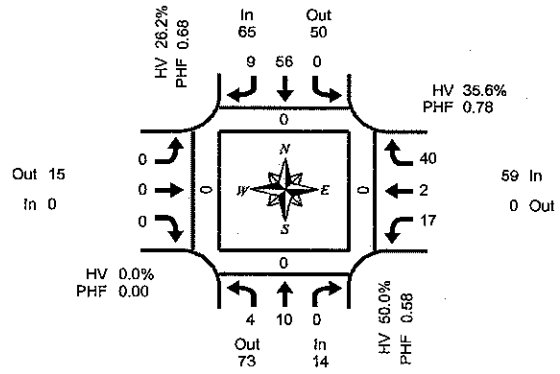 In Out
65 50
9 56 0
HV 26.2%
PHF 0.68
HV 35.6%
PHF 0.78
0
0
0
0
Out 15
In 0
0
0
N
W E
S
0
0
40
2
17
59 In
0 Out
HV 0.0%
PHF 0.00
4 10 0
Out In
73 14
HV 50.0%
PHF 0.58